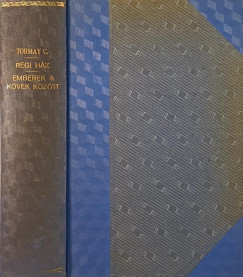 TORMAY C.
RÉGI HÁZ
EMBEREK A
KÖVEK KÖZÖTT